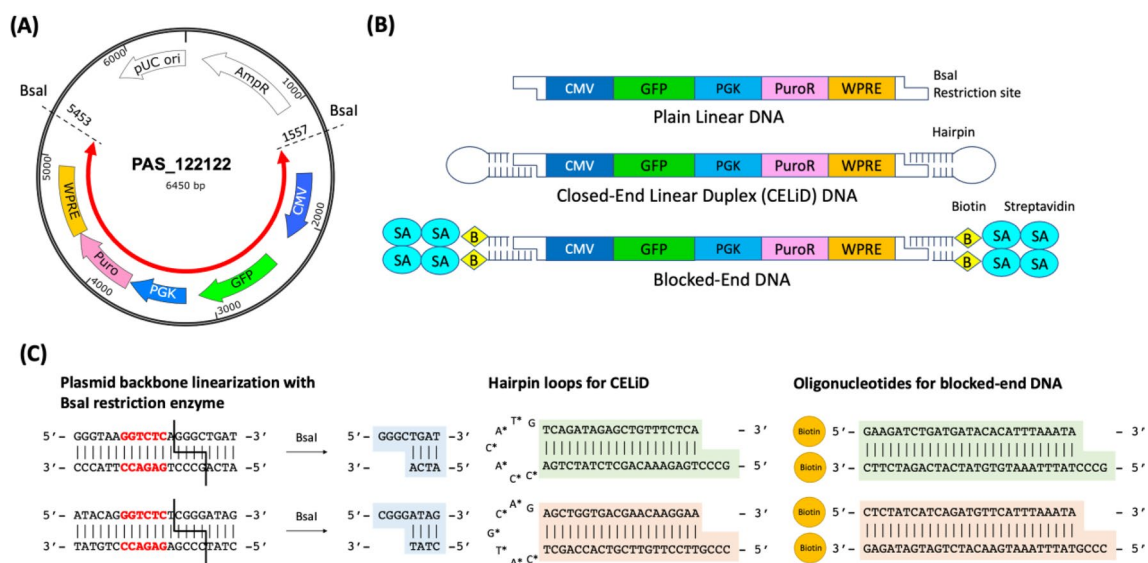 (A)
6000
pUC ori
AmpR
1000
BsaI
BsaI
5453
1557
PAS_122122
6450 bp
5000
WPRE
CMV
2000
Puro
PGK
GFP
4000
3000
(B)
CMV GFP PGK PuroR WPRE
BsaI
Restriction site
Plain Linear DNA
Hairpin
CMV GFP PGK PuroR WPRE
Closed-End Linear Duplex (CELiD) DNA
Biotin Streptavidin
SA SA B CMV GFP PGK PuroR WPRE B SA SA
SA SA B B SA SA
Blocked-End DNA
(C)
Plasmid backbone linearization with
BsaI restriction enzyme
5’- GGGTAAGGTCTCAGGGCTGAT -3’
3’- CCCATTCCAGAGTCCCGACTA -5’
BsaI
5’- GGGCTGAT -3’
3’- ACTA -5’
5’- ATACAGGGTCTCTCGGGATAG -3’
3’- TATGTCCCAGAGAGCCCTATC -5’
BsaI
5’- CGGGATAG -3’
3’- TATC -5’
Hairpin loops for CELiD
A* T* G TCAGATAGAGCTGTTTCTCA - 3’
C*
A* C* C* AGTCTATCTCGACAAAGAGTCCCG - 5’
C* A* G AGCTGGTGACGAACAAGGAA - 3’
G*
T* A* C* TCGACCACTGCTTGTTCCTTGCCC - 5’
Oligonucleotides for blocked-end DNA
Biotin GAAGATCTGATGATACACATTTAAATA - 3’
Biotin CTTCTAGACTACTATGTGTAAATTTATCCCG - 5’
Biotin CTCTATCATCAGATGTTCATTTAAATA - 3’
Biotin GAGATAGTAGTCTACAAGTAAATTTATGCCC - 5’